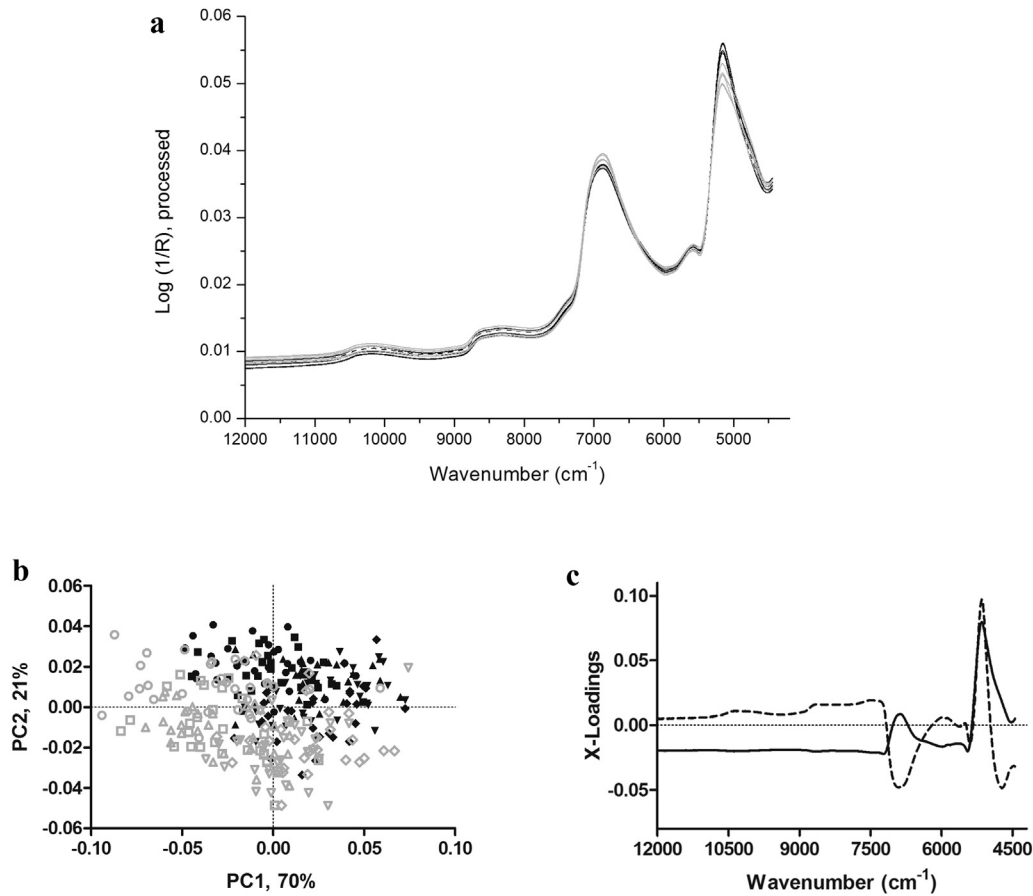 a
0.06
0.05
0.04
0.03
0.02
0.01
0.00
Log (1/R), processed
12000 11000 10000 9000 8000 7000 6000 5000
Wavenumber (cm-1)
b
0.06
0.04
0.02
0.00
-0.02
-0.04
-0.06
PC2, 21%
-0.10 -0.05 0.00 0.05 0.10
PC1, 70%
c
0.10
0.05
0.00
-0.05
X-Loadings
12000 10500 9000 7500 6000 4500
Wavenumber (cm-1)